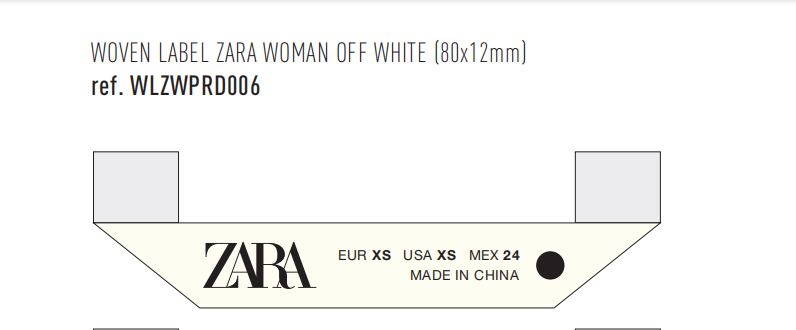 WOVEN LABEL ZARA WOMAN OFF WHITE (80x12mm)
ref. WLZWPRD006
ZARA
EUR XS USA XS MEX 24
MADE IN CHINA